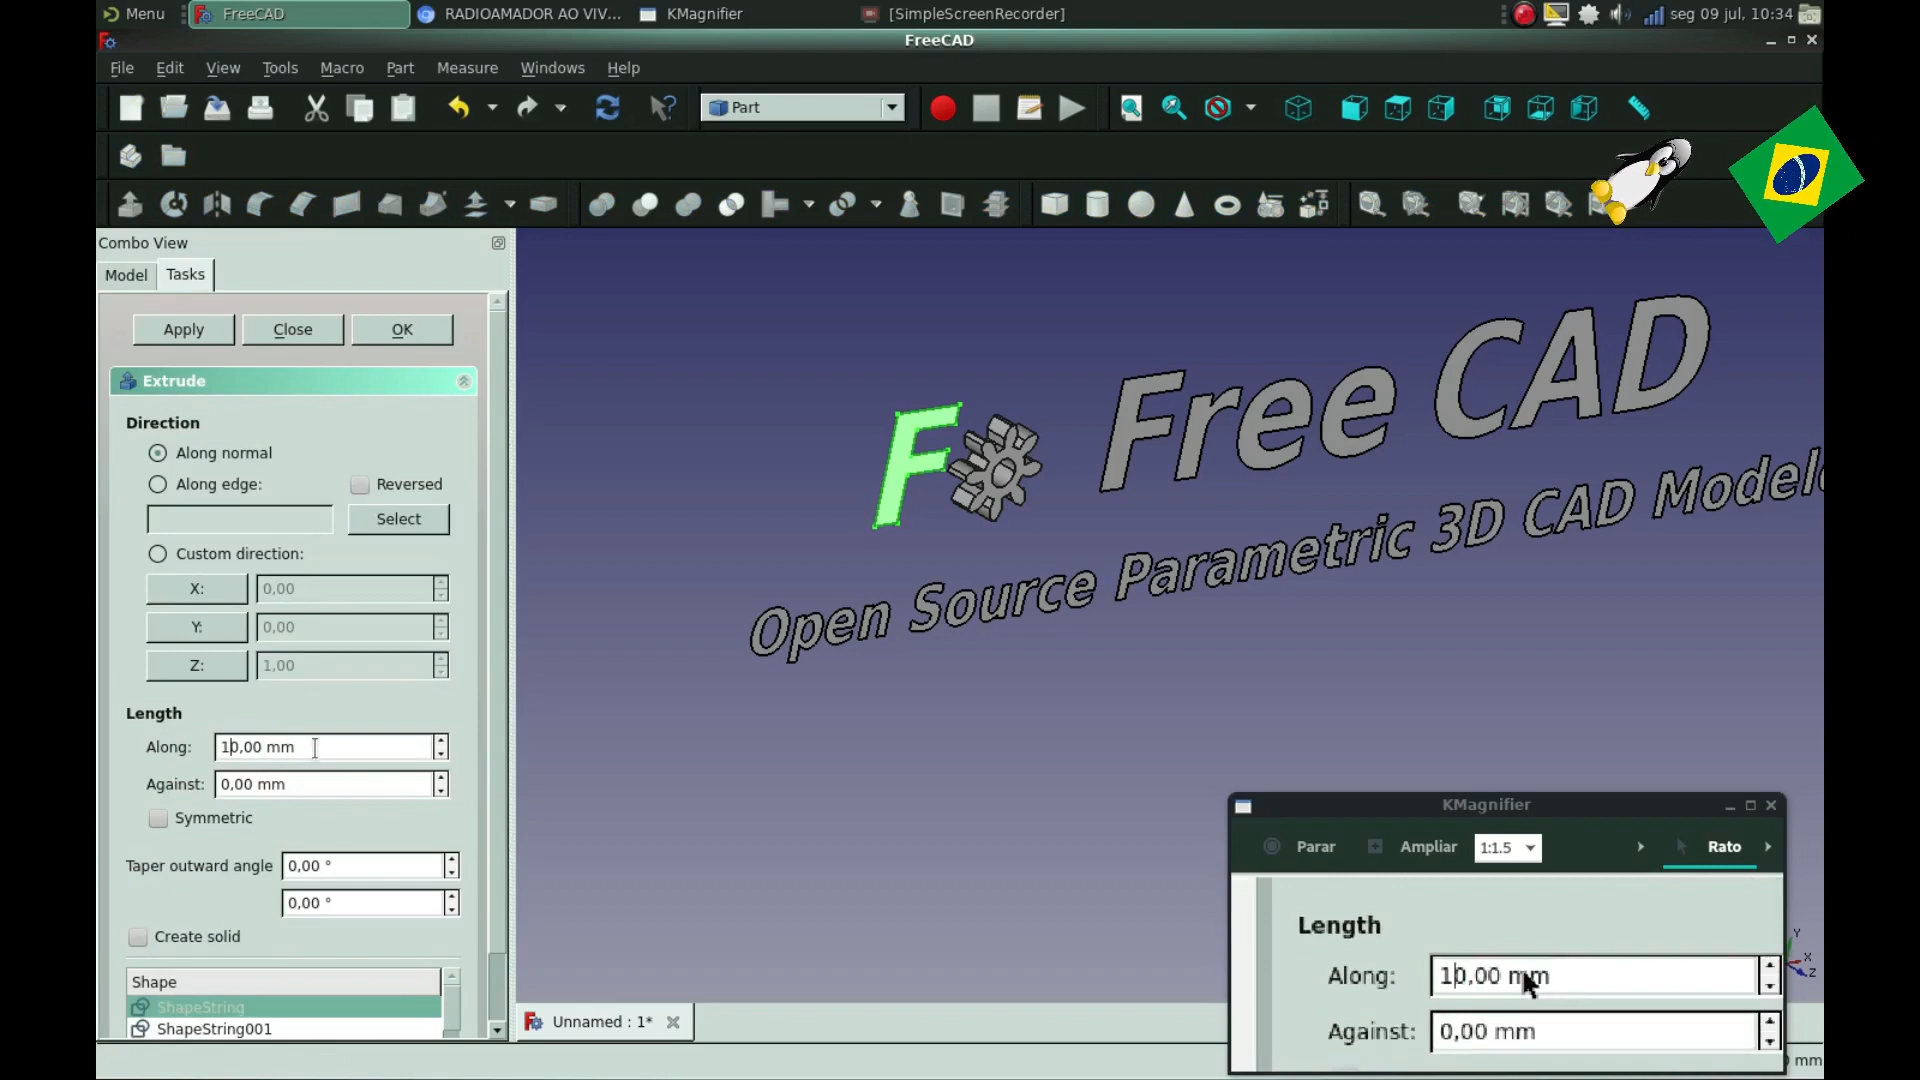 Menu FreeCAD RADIOAMADOR AO VIV... KMagnifier [SimpleScreenRecorder] seg 09 jul, 10:34
FreeCAD
File Edit View Tools Macro Part Measure Windows Help
Part
Combo View
Model Tasks
Apply Close OK
Extrude
Direction
Along normal
Along edge: Reversed
Select
Custom direction:
X: 0,00
Y: 0,00
Z: 1,00
Length
Along: 10,00 mm
Against: 0,00 mm
Symmetric
Taper outward angle 0,00 °
0,00 °
Create solid
Shape
ShapeString
ShapeString001
F Free CAD
Open Source Parametric 3D CAD Model
Unnamed : 1*
KMagnifier
Parar Ampliar 1:1.5 Rato
Length
Along: 10,00 mm
Against: 0,00 mm
Y
X
Z
mm